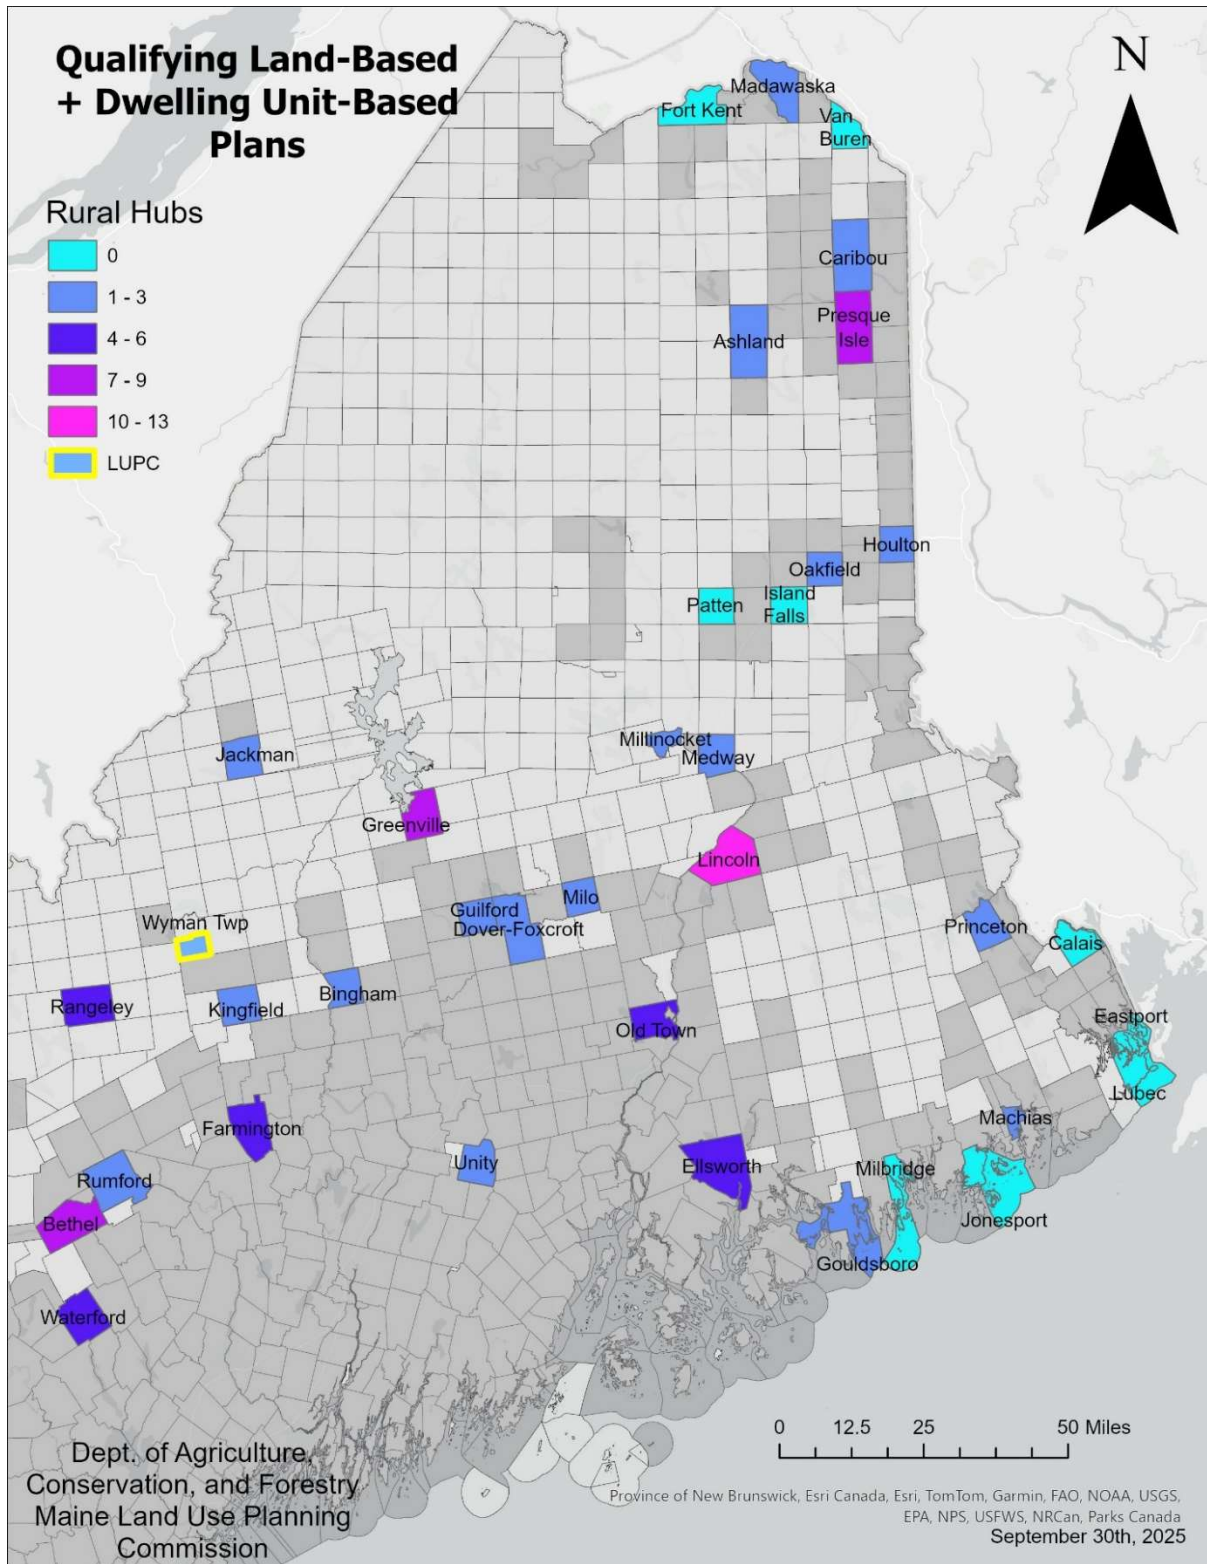 Qualifying Land-Based
+ Dwelling Unit-Based
Plans
N
Rural Hubs
0
1 - 3
4 - 6
7 - 9
10 - 13
LUPC
Madawaska
Fort Kent
Van
Buren
Caribou
Presque
Isle
Ashland
Houlton
Oakfield
Island
Falls
Patten
Millinocket
Medway
Jackman
Greenville
Lincoln
Milo
Guilford
Dover-Foxcroft
Wyman Twp
Princeton
Calais
Bingham
Rangeley
Kingfield
Old Town
Eastport
Lubec
Machias
Farmington
Unity
Ellsworth
Milbridge
Rumford
Bethel
Jonesport
Gouldsboro
Waterford
0 12.5 25 50 Miles
Dept. of Agriculture,
Conservation, and Forestry
Maine Land Use Planning
Commission
Province of New Brunswick, Esri Canada, Esri, TomTom, Garmin, FAO, NOAA, USGS,
EPA, NPS, USFWS, NRCan, Parks Canada
September 30th, 2025